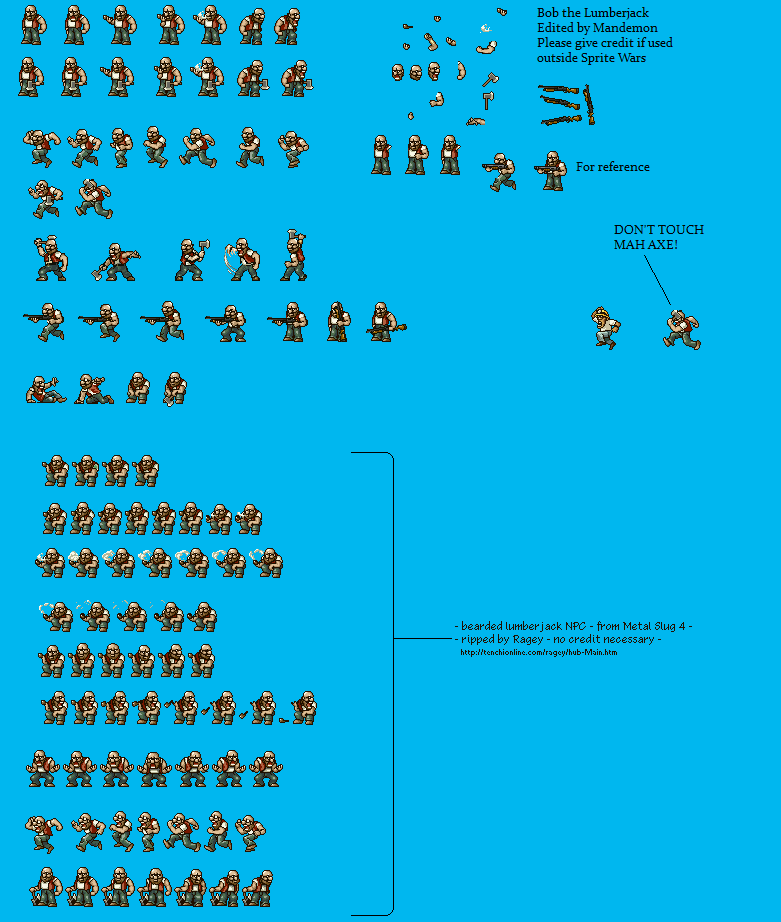 Bob the Lumberjack
Edited by Mandemon
Please give credit if used
outside Sprite Wars
For reference
DON'T TOUCH
MAH AXE!
- bearded lumberjack NPC - from Metal Slug 4 -
- ripped by Ragey - no credit necessary -
http://tenchionline.com/ragey/hub-Main.htm